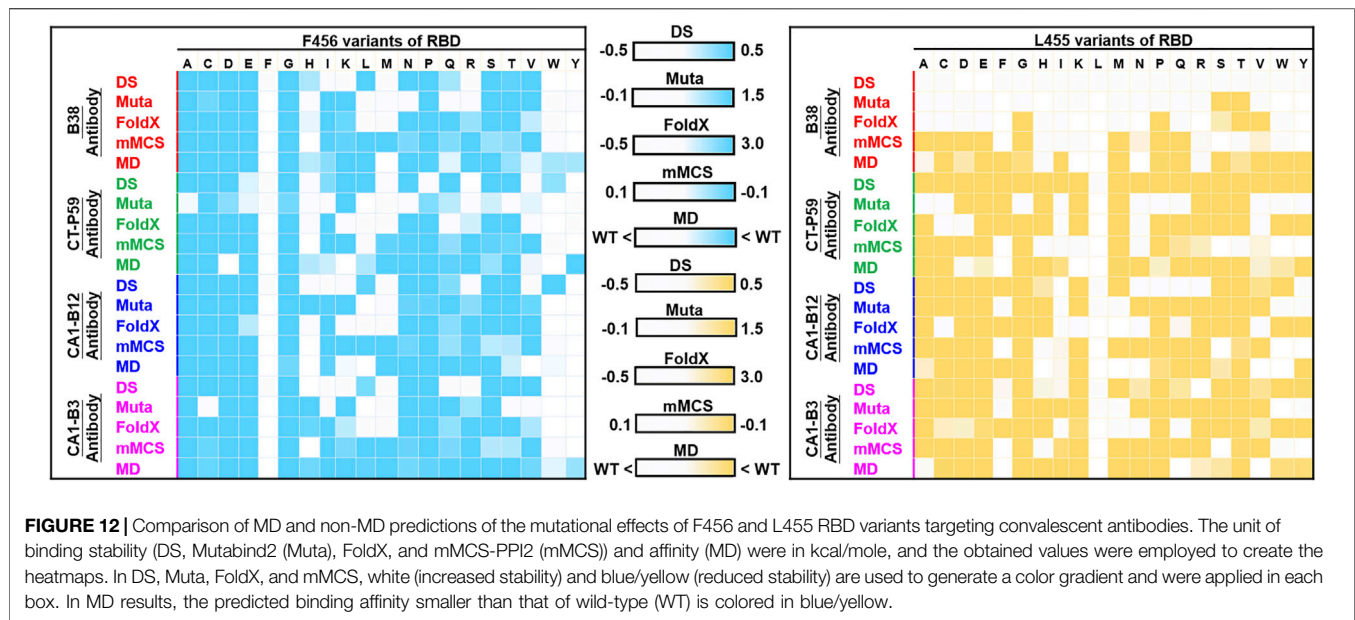 F456 variants of RBD
A C D E F G H I K L M N P Q R S T V W Y
B38
Antibody
DS
Muta
FoldX
mMCS
MD
CT-P59
Antibody
DS
Muta
FoldX
mMCS
MD
CA1-B12
Antibody
DS
Muta
FoldX
mMCS
MD
CA1-B3
Antibody
DS
Muta
FoldX
mMCS
MD
DS
-0.5 0.5
Muta
-0.1 1.5
FoldX
-0.5 3.0
mMCS
0.1 -0.1
MD
WT < < WT
DS
-0.5 0.5
Muta
-0.1 1.5
FoldX
-0.5 3.0
mMCS
0.1 -0.1
MD
WT < < WT
L455 variants of RBD
A C D E F G H I K L M N P Q R S T V W Y
B38
Antibody
DS
Muta
FoldX
mMCS
MD
CT-P59
Antibody
DS
Muta
FoldX
mMCS
MD
CA1-B12
Antibody
DS
Muta
FoldX
mMCS
MD
CA1-B3
Antibody
DS
Muta
FoldX
mMCS
MD
FIGURE 12 | Comparison of MD and non-MD predictions of the mutational effects of F456 and L455 RBD variants targeting convalescent antibodies. The unit of
binding stability (DS, Mutabind2 (Muta), FoldX, and mMCS-PPI2 (mMCS)) and affinity (MD) were in kcal/mole, and the obtained values were employed to create the
heatmaps. In DS, Muta, FoldX, and mMCS, white (increased stability) and blue/yellow (reduced stability) are used to generate a color gradient and were applied in each
box. In MD results, the predicted binding affinity smaller than that of wild-type (WT) is colored in blue/yellow.